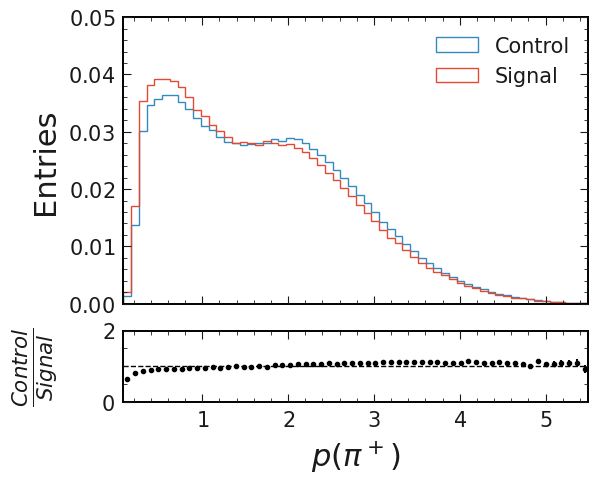 0.05
0.04
0.03
0.02
0.01
0.00
Entries
Control
Signal
2
0
Control
Signal
1 2 3 4 5
p(π⁺)